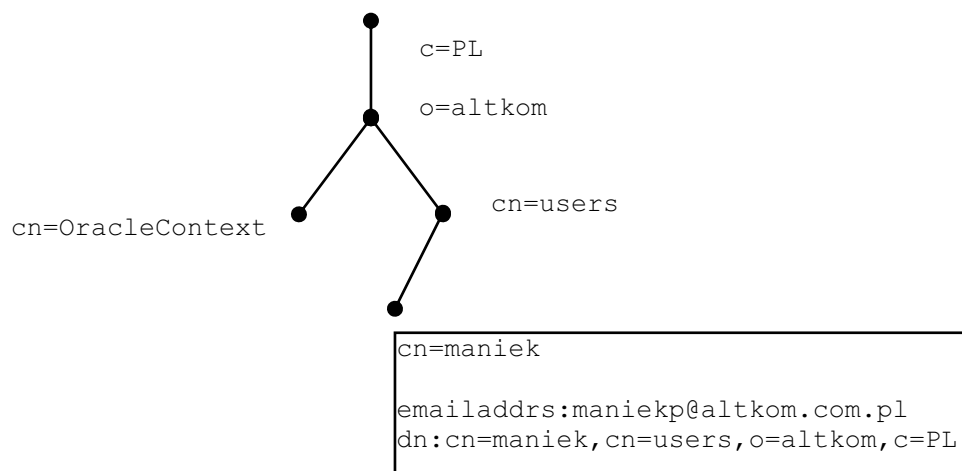 c=PL
o=altkom
cn=users
cn=OracleContext
cn=maniek
emailaddrs:maniekp@altkom.com.pl
dn:cn=maniek,cn=users,o=altkom,c=PL